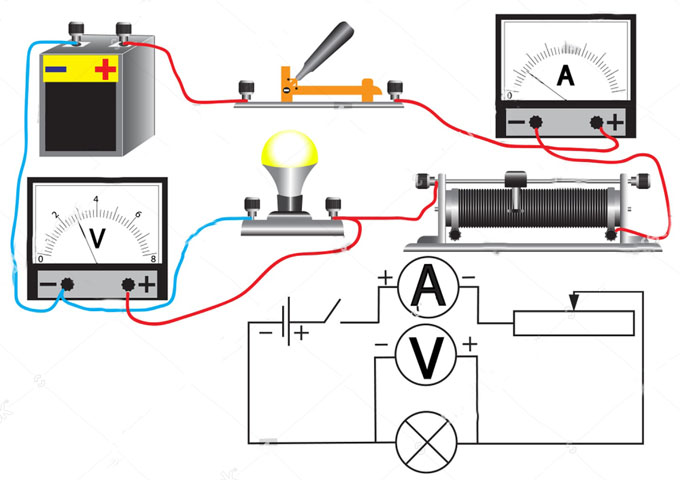 − +
A
0
− +
2 4 6
0 V 8
− +
+ A −
− +
− V +